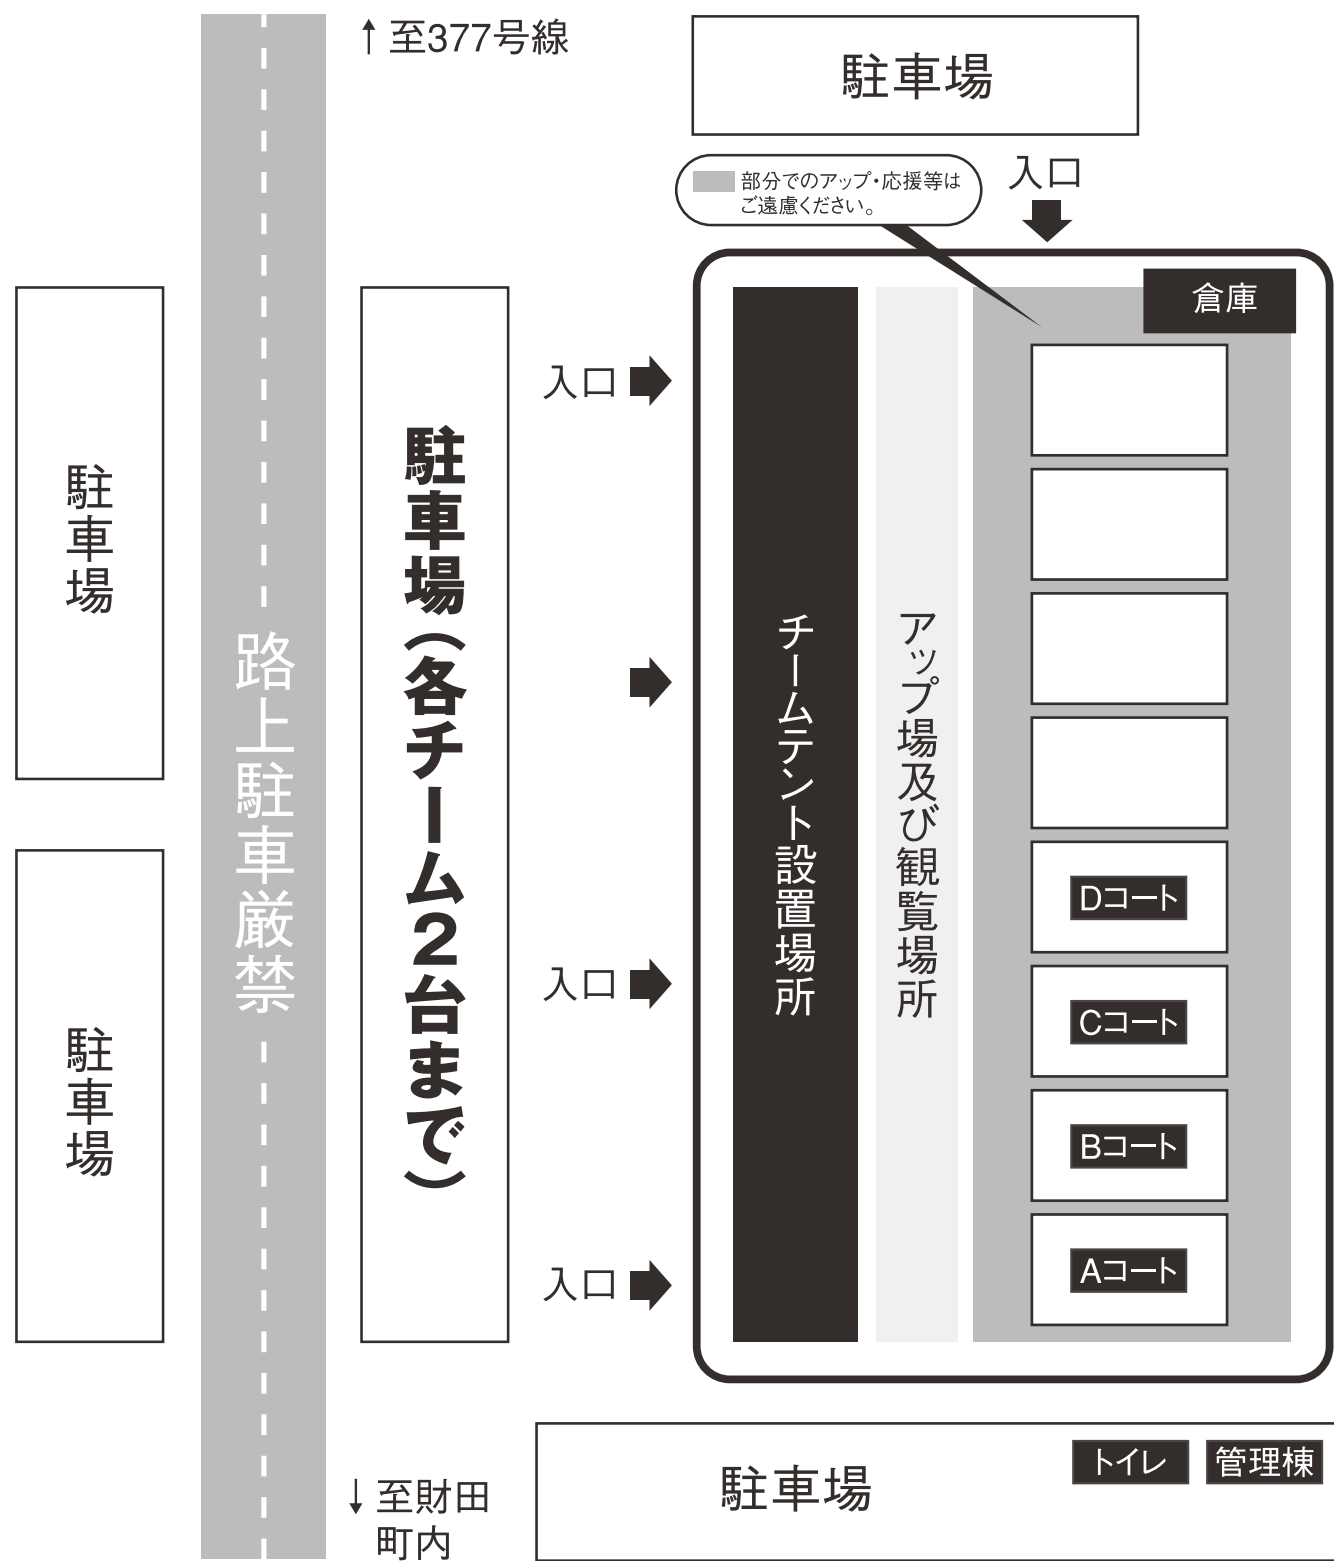 ↑ 至377号線
駐車場
部分でのアップ・応援等は
ご遠慮ください。
入口
倉庫
入口
駐車場
路上駐車厳禁
駐車場（各チーム2台まで）
チームテント設置場所
アップ場及び観覧場所
Dコート
入口
Cコート
駐車場
Bコート
入口
Aコート
トイレ
管理棟
駐車場
↓ 至財田
町内